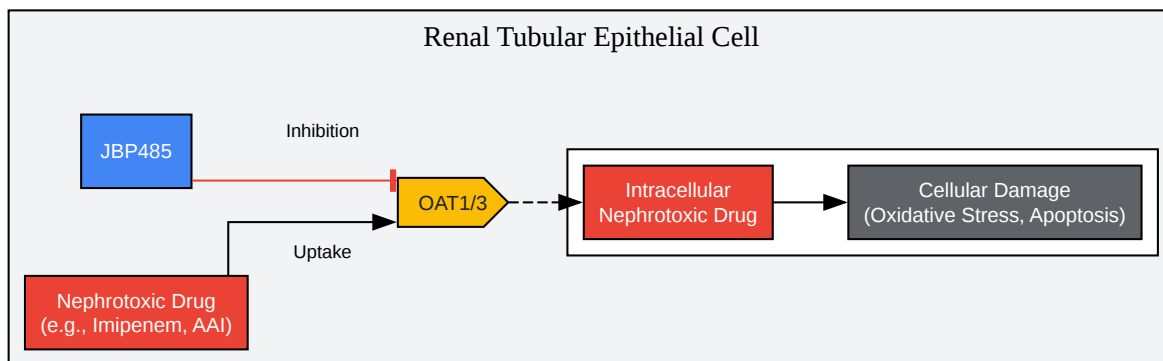 Renal Tubular Epithelial Cell
JBP485
Inhibition
OAT1/3
Uptake
Nephrotoxic Drug
(e.g., Imipenem, AAI)
Intracellular
Nephrotoxic Drug
Cellular Damage
(Oxidative Stress, Apoptosis)